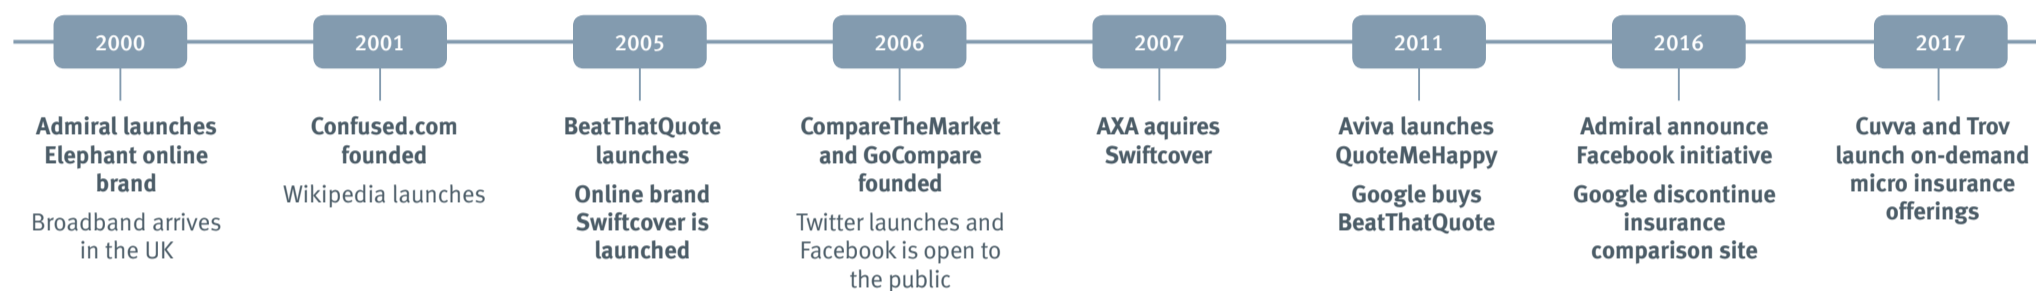 2000
Admiral launches
Elephant online
brand
Broadband arrives
in the UK
2001
Confused.com
founded
Wikipedia launches
2005
BeatThatQuote
launches
Online brand
Swiftcover is
launched
2006
CompareTheMarket
and GoCompare
founded
Twitter launches and
Facebook is open to
the public
2007
AXA aquires
Swiftcover
2011
Aviva launches
QuoteMeHappy
Google buys
BeatThatQuote
2016
Admiral announce
Facebook initiative
Google discontinue
insurance
comparison site
2017
Cuvva and Trov
launch on-demand
micro insurance
offerings